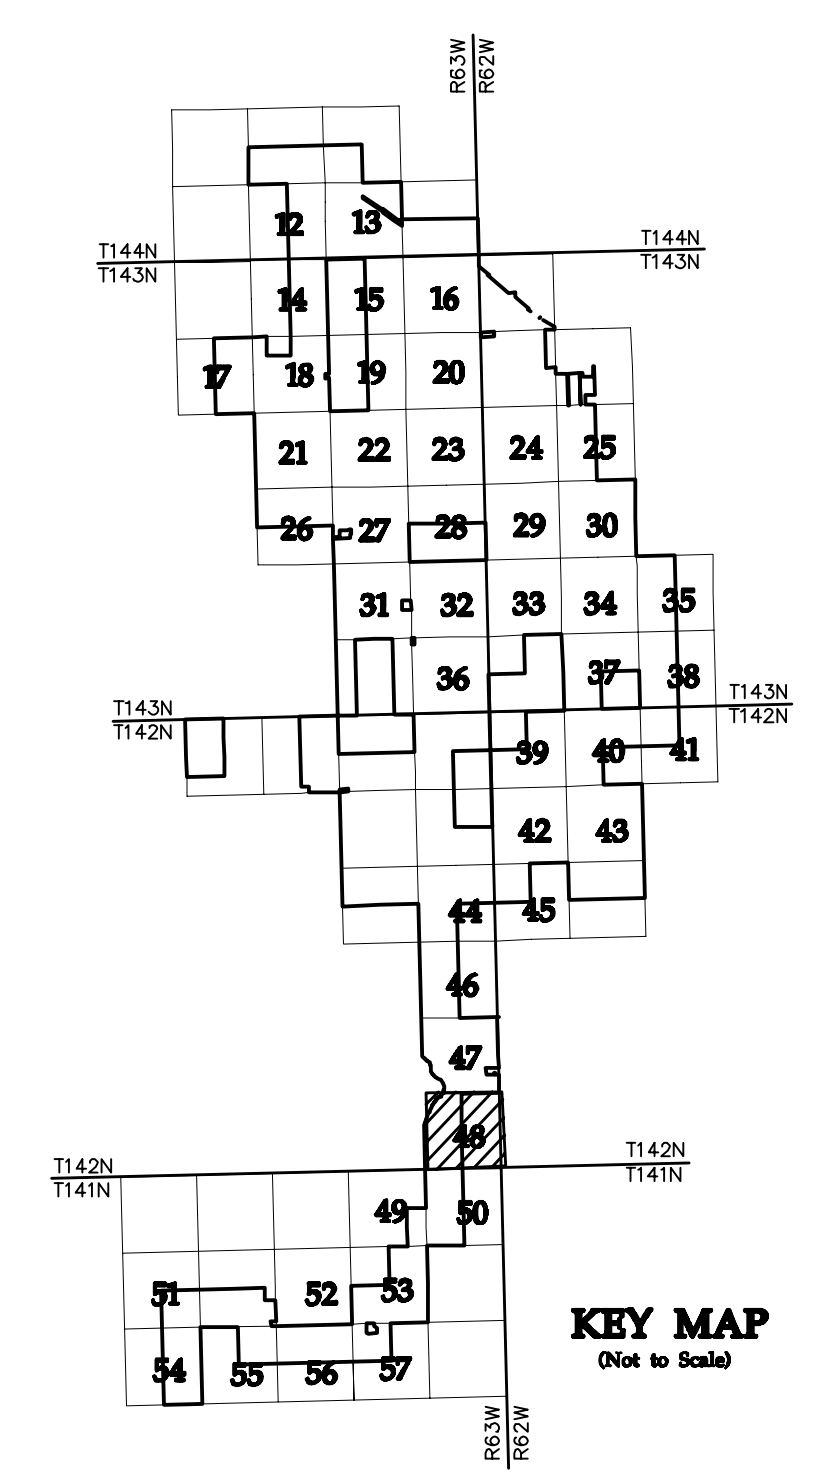 R63W
R62W
12 13
T144N T144N
T143N T143N
14 15 16
17 18 19 20
21 22 23 24 25
26 27 28 29 30
31 32 33 34 35
36 37 38
T143N T143N
T142N T142N
39 40 41
42 43
44 45
46
47
48
T142N T142N
T141N T141N
49 50
51 52 53
54 55 56 57
KEY MAP
(Not to Scale)
R63W
R62W